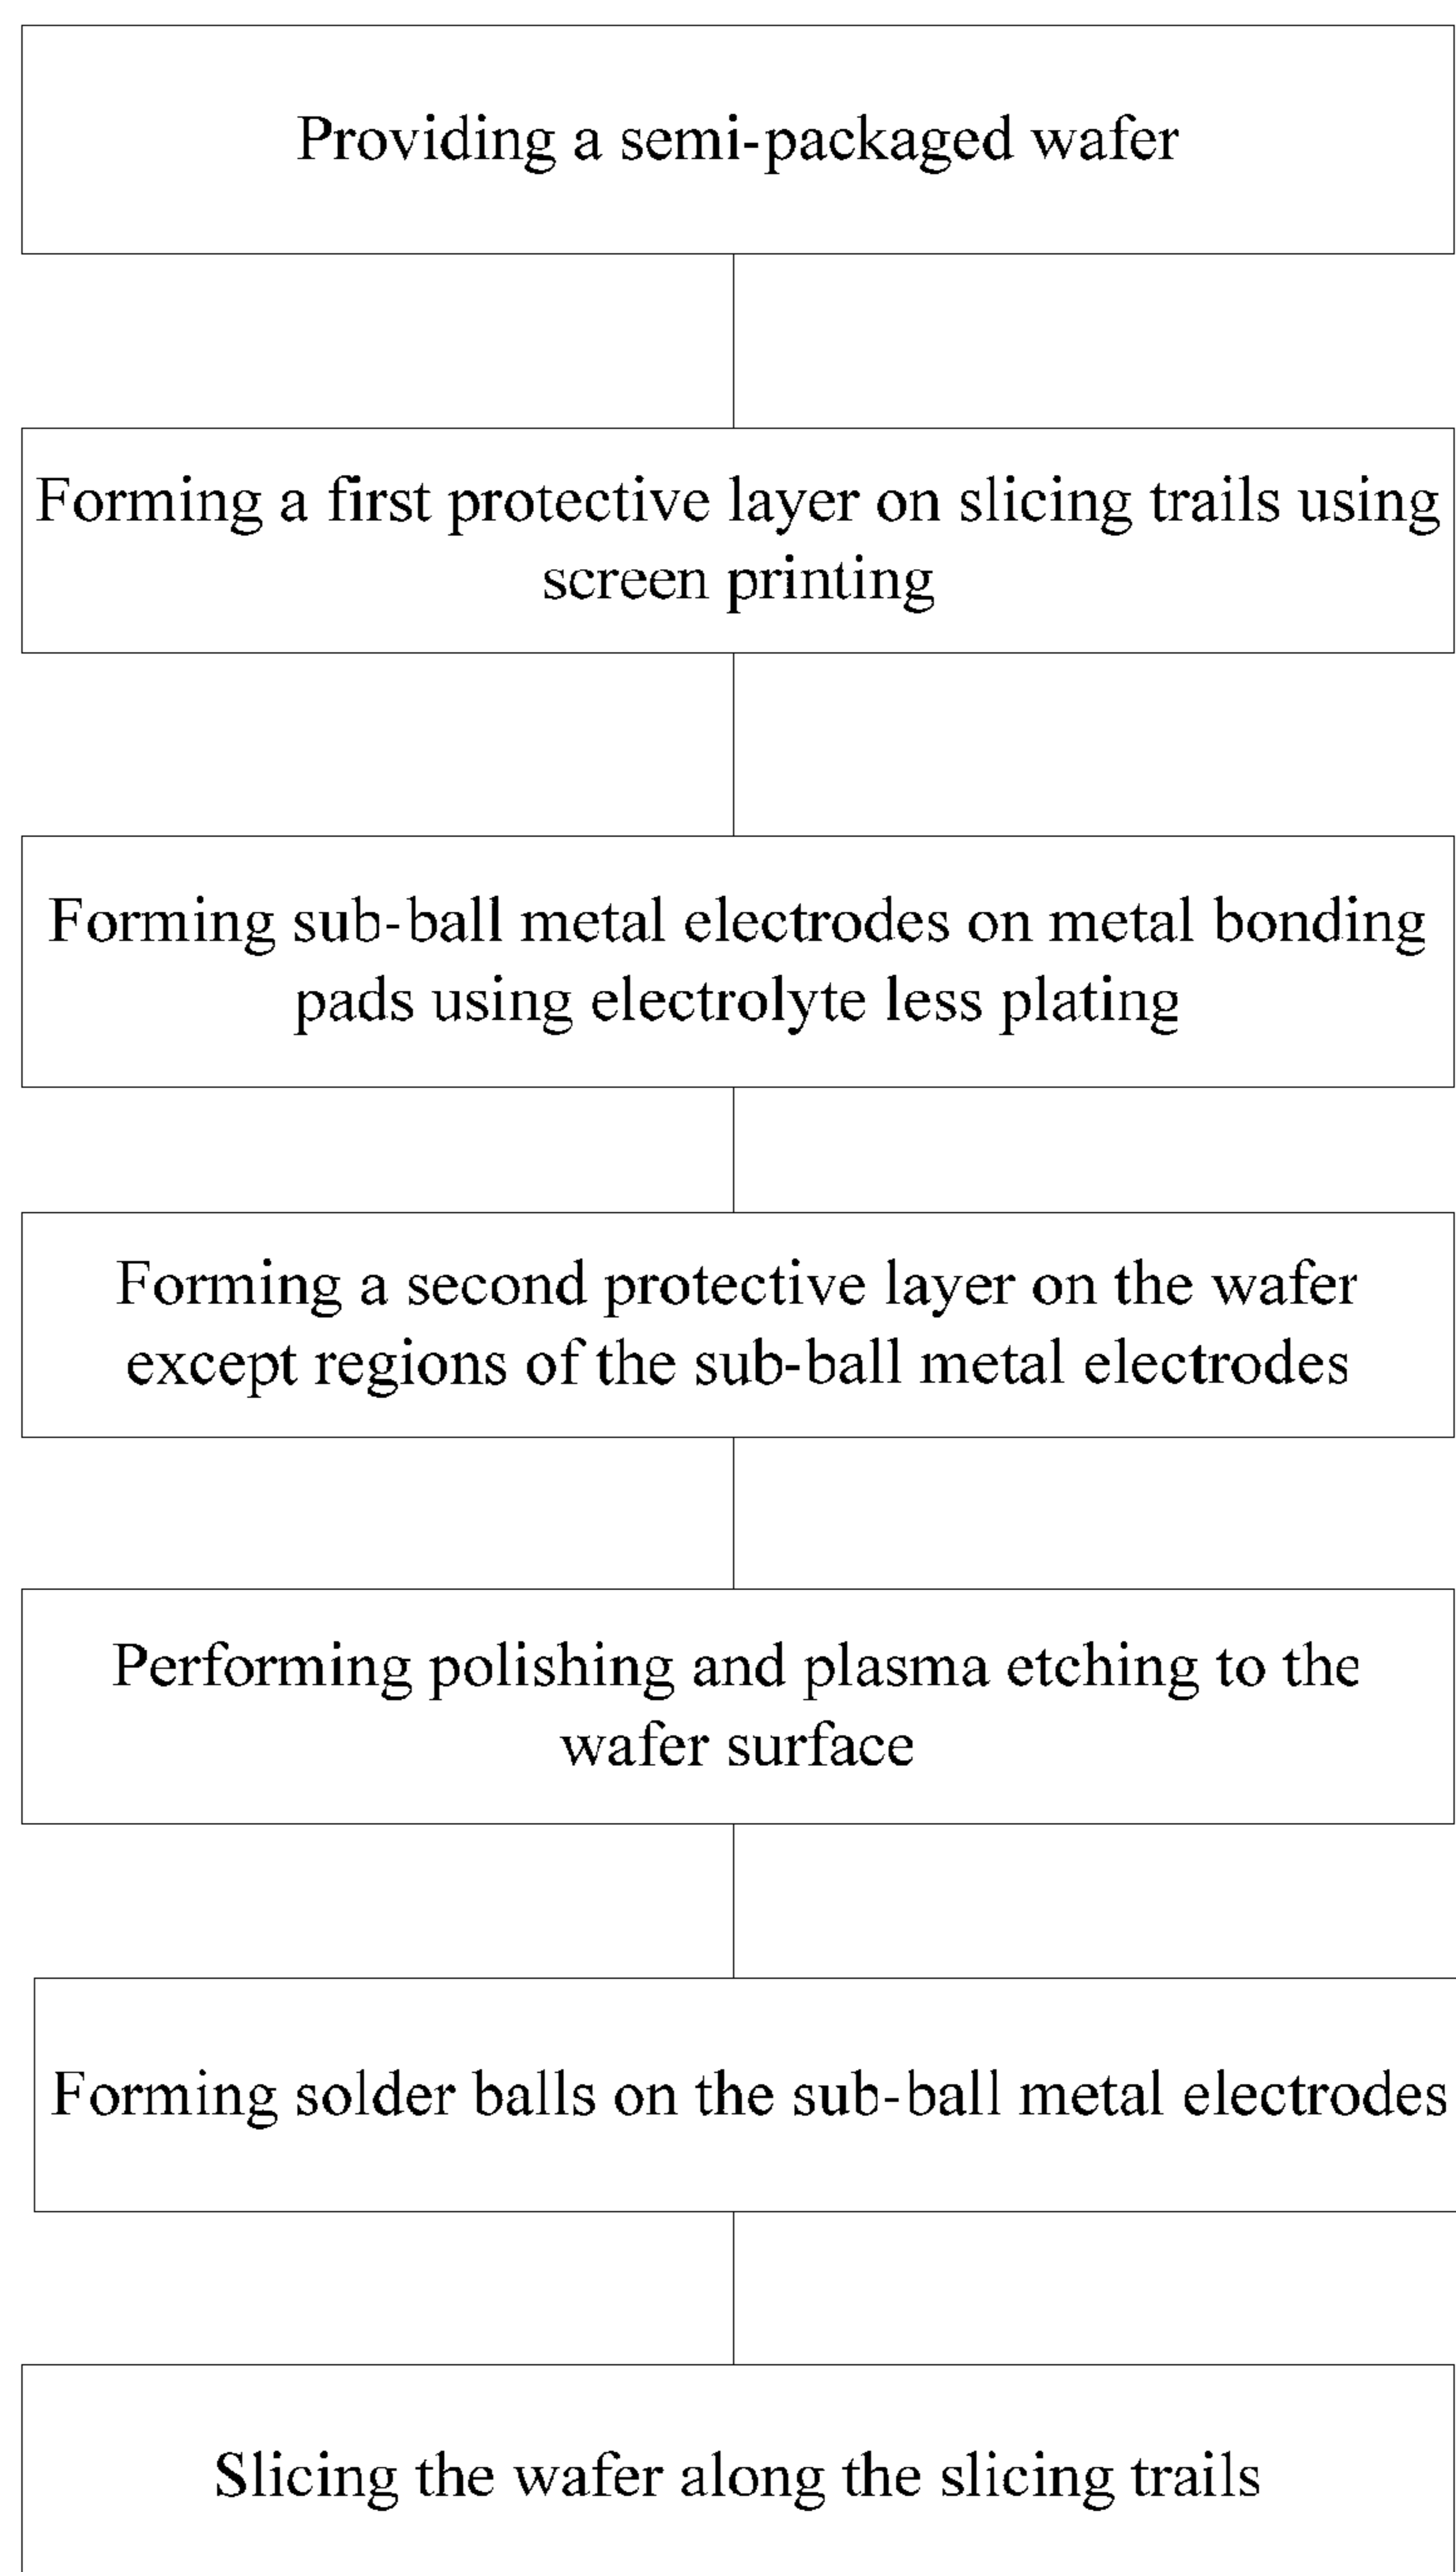 Providing a semi-packaged wafer
Forming a first protective layer on slicing trails using
screen printing
Forming sub-ball metal electrodes on metal bonding
pads using electrolyte less plating
Forming a second protective layer on the wafer
except regions of the sub-ball metal electrodes
Performing polishing and plasma etching to the
wafer surface
Forming solder balls on the sub-ball metal electrodes
Slicing the wafer along the slicing trails